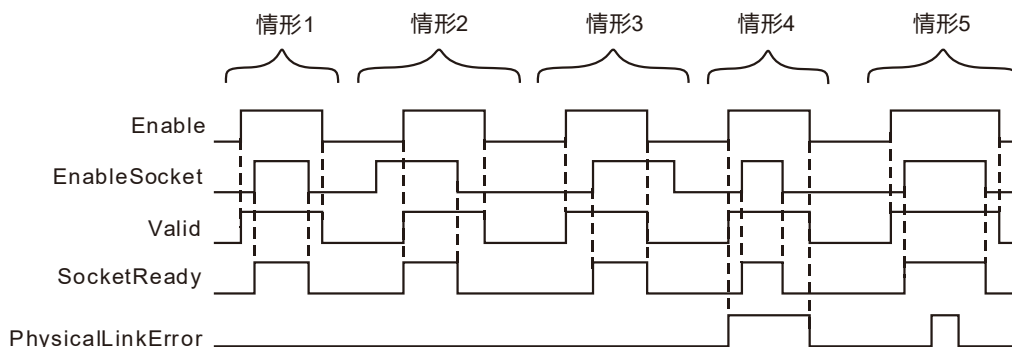 情形1 情形2 情形3 情形4 情形5
Enable
EnableSocket
Valid
SocketReady
PhysicalLinkError